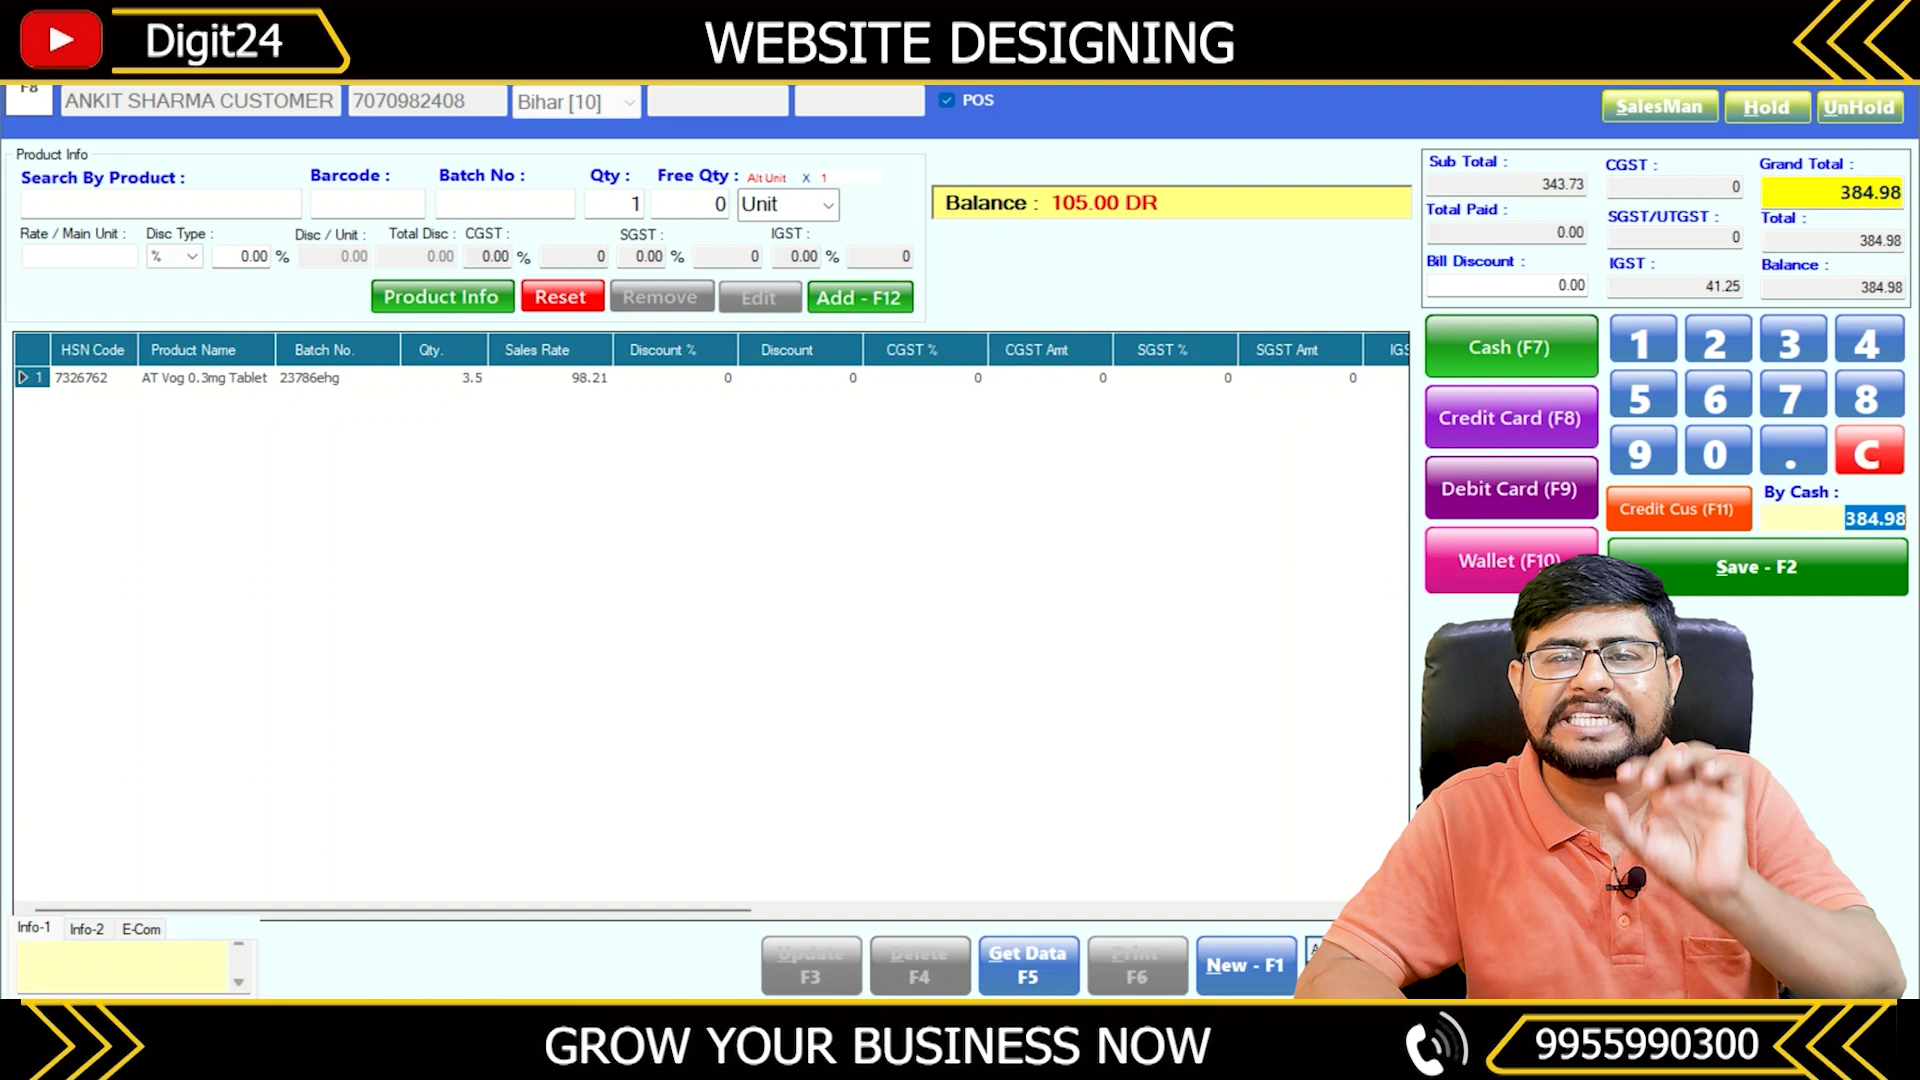 Digit24
WEBSITE DESIGNING
F8 ANKIT SHARMA CUSTOMER 7070982408 Bihar [10] POS SalesMan Hold UnHold
Product Info
Search By Product : Barcode : Batch No : Qty : Free Qty : Alt Unit X 1
1 0 Unit
Rate / Main Unit : Disc Type : Disc / Unit : Total Disc : CGST : SGST : IGST :
% 0.00 % 0.00 0.00 0.00 % 0 0.00 % 0 0.00 % 0
Product Info Reset Remove Edit Add - F12
Balance : 105.00 DR
Sub Total : CGST : Grand Total :
343.73 0 384.98
Total Paid : SGST/UTGST : Total :
0.00 0 384.98
Bill Discount : IGST : Balance :
0.00 41.25 384.98
HSN Code Product Name Batch No. Qty. Sales Rate Discount % Discount CGST % CGST Amt SGST % SGST Amt IGS
1 7326762 AT Vog 0.3mg Tablet 23786ehg 3.5 98.21 0 0 0 0 0 0
Cash (F7) 1 2 3 4
Credit Card (F8) 5 6 7 8
9 0 . C
Debit Card (F9) Credit Cus (F11) By Cash :
384.98
Wallet (F10) Save - F2
Info-1 Info-2 E-Com
Update F3 Delete F4 Get Data F5 Print F6 New - F1
GROW YOUR BUSINESS NOW
9955990300